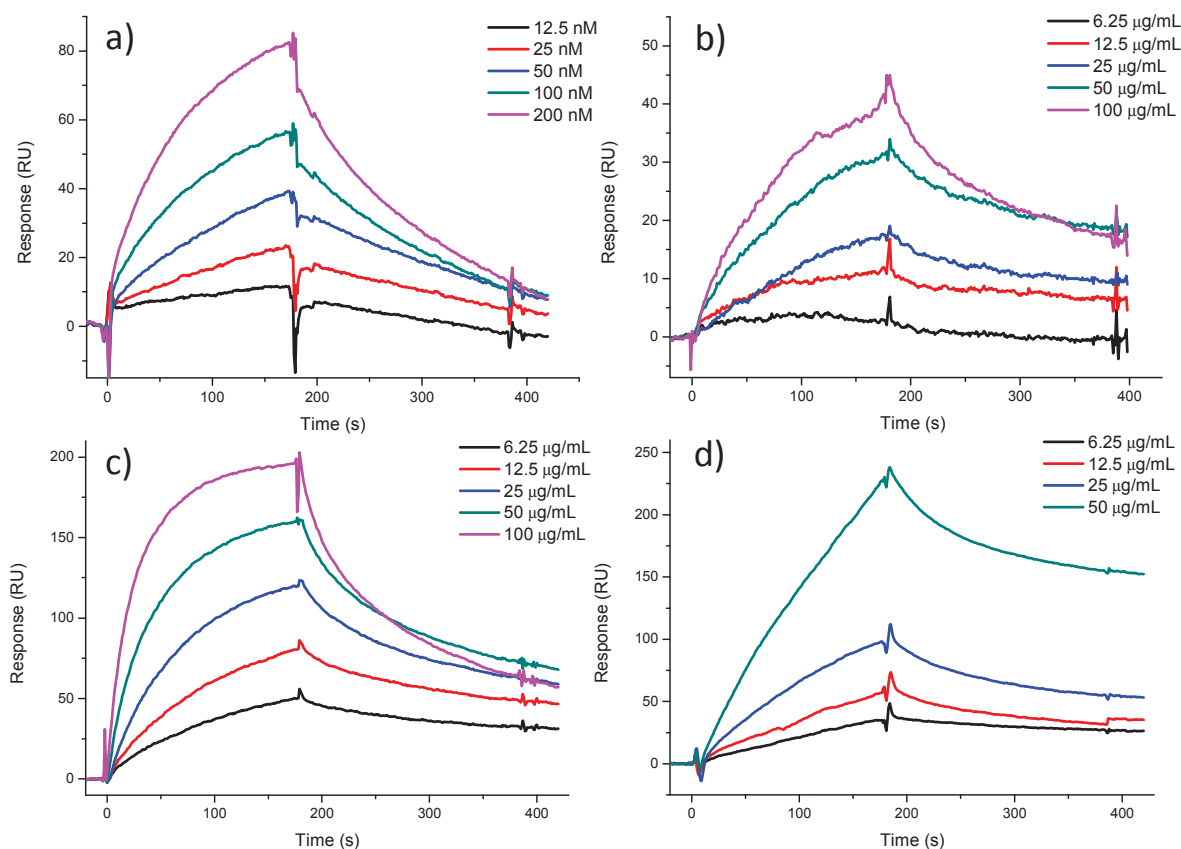 a)
12.5 nM
25 nM
50 nM
100 nM
200 nM
80
60
40
20
0
Response (RU)
0 100 200 300 400
Time (s)
b)
6.25 µg/mL
12.5 µg/mL
25 µg/mL
50 µg/mL
100 µg/mL
50
40
30
20
10
0
Response (RU)
0 100 200 300 400
Time (s)
c)
6.25 µg/mL
12.5 µg/mL
25 µg/mL
50 µg/mL
100 µg/mL
200
150
100
50
0
Response (RU)
0 100 200 300 400
Time (s)
d)
6.25 µg/mL
12.5 µg/mL
25 µg/mL
50 µg/mL
250
200
150
100
50
0
Response (RU)
0 100 200 300 400
Time (s)